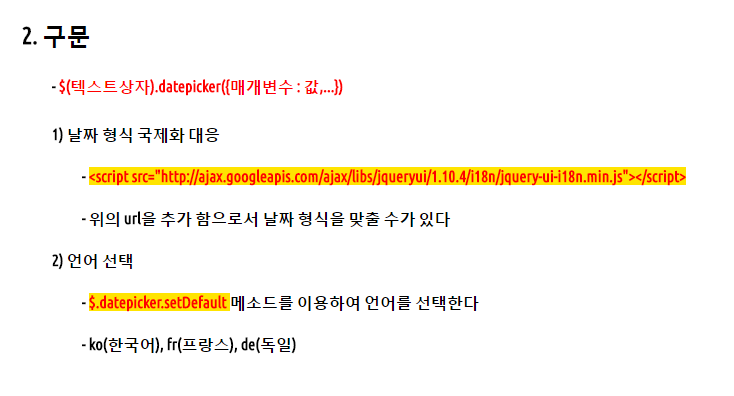 2. 구문
- $(텍스트상자).datepicker({매개변수 : 값,...})
1) 날짜 형식 국제화 대응
- <script src="http://ajax.googleapis.com/ajax/libs/jqueryui/1.10.4/i18n/jquery-ui-i18n.min.js"></script>
- 위의 url을 추가 함으로서 날짜 형식을 맞출 수가 있다
2) 언어 선택
- $.datepicker.setDefault 메소드를 이용하여 언어를 선택한다
- ko(한국어), fr(프랑스), de(독일)